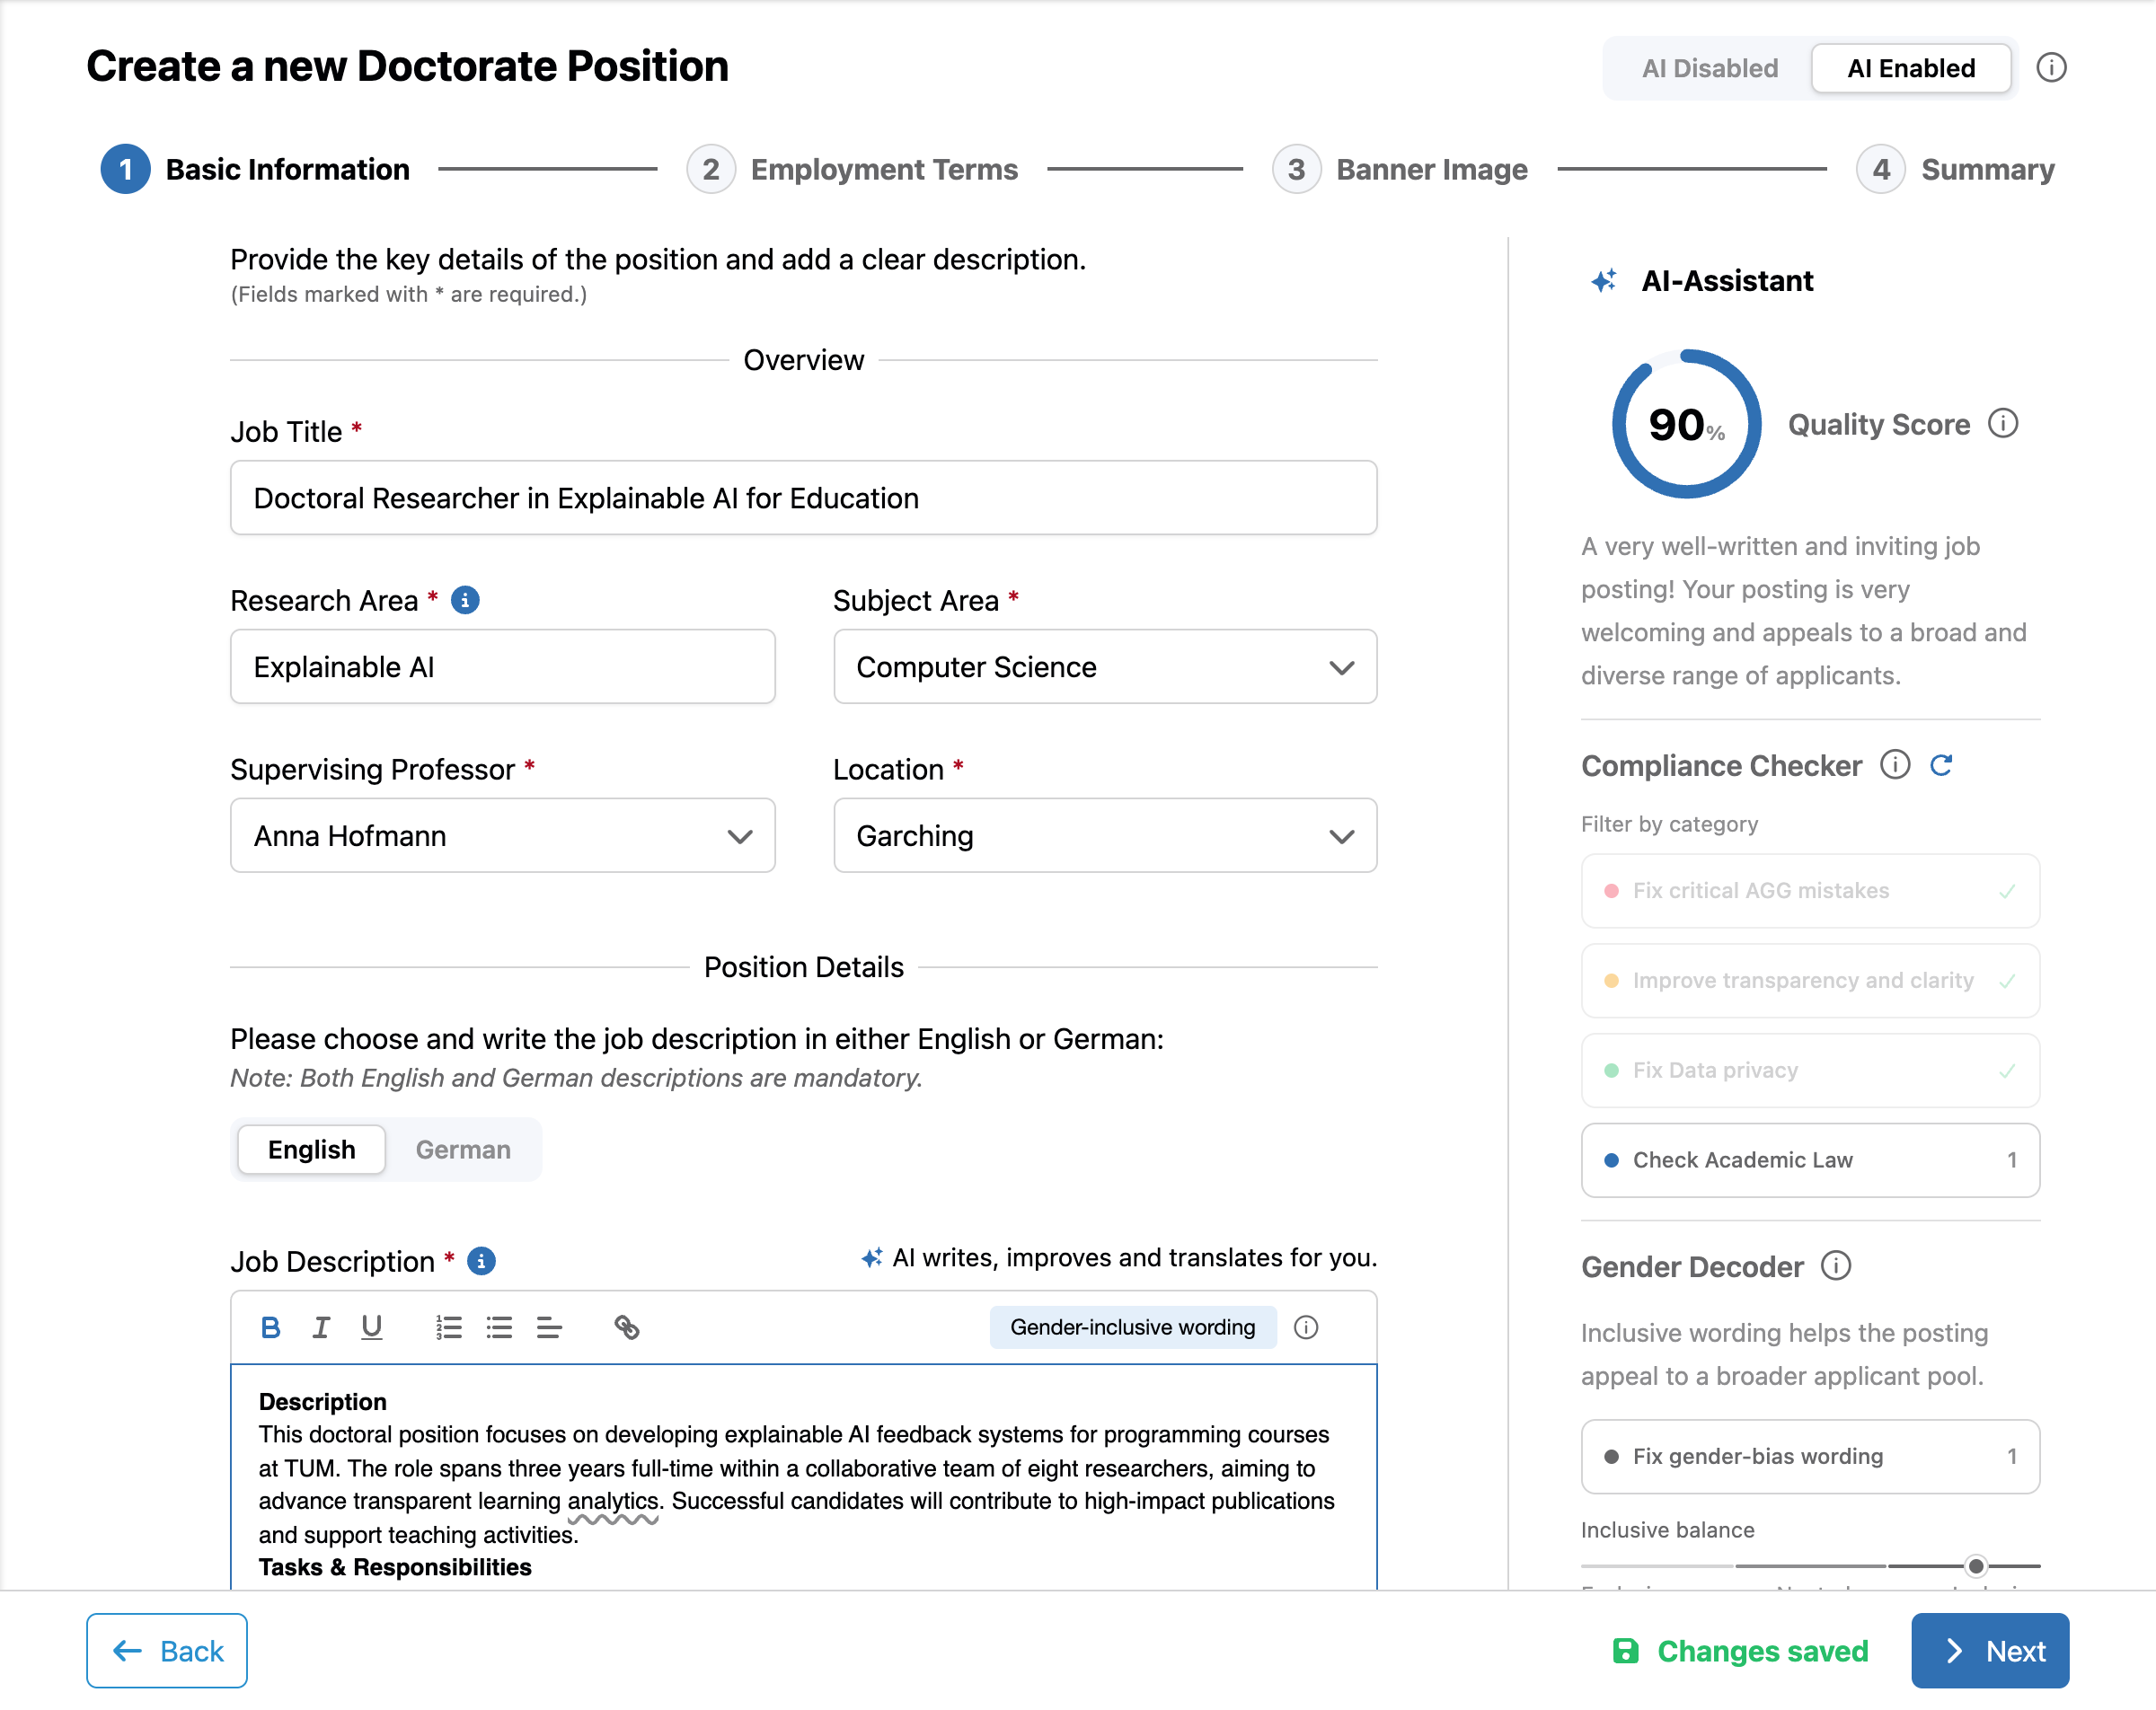 Create a new Doctorate Position
AI Disabled
AI Enabled
1 Basic Information
2 Employment Terms
3 Banner Image
4 Summary
Provide the key details of the position and add a clear description.
(Fields marked with * are required.)
Overview
Job Title *
Doctoral Researcher in Explainable AI for Education
Research Area *
Subject Area *
Explainable AI
Computer Science
Supervising Professor *
Location *
Anna Hofmann
Garching
Position Details
Please choose and write the job description in either English or German:
Note: Both English and German descriptions are mandatory.
English
German
Job Description *
AI writes, improves and translates for you.
B I U
Gender-inclusive wording
Description
This doctoral position focuses on developing explainable AI feedback systems for programming courses
at TUM. The role spans three years full-time within a collaborative team of eight researchers, aiming to
advance transparent learning analytics. Successful candidates will contribute to high-impact publications
and support teaching activities.
Tasks & Responsibilities
AI-Assistant
90%
Quality Score
A very well-written and inviting job
posting! Your posting is very
welcoming and appeals to a broad and
diverse range of applicants.
Compliance Checker
Filter by category
Fix critical AGG mistakes
Improve transparency and clarity
Fix Data privacy
Check Academic Law 1
Gender Decoder
Inclusive wording helps the posting
appeal to a broader applicant pool.
Fix gender-bias wording 1
Inclusive balance
Back
Changes saved
Next